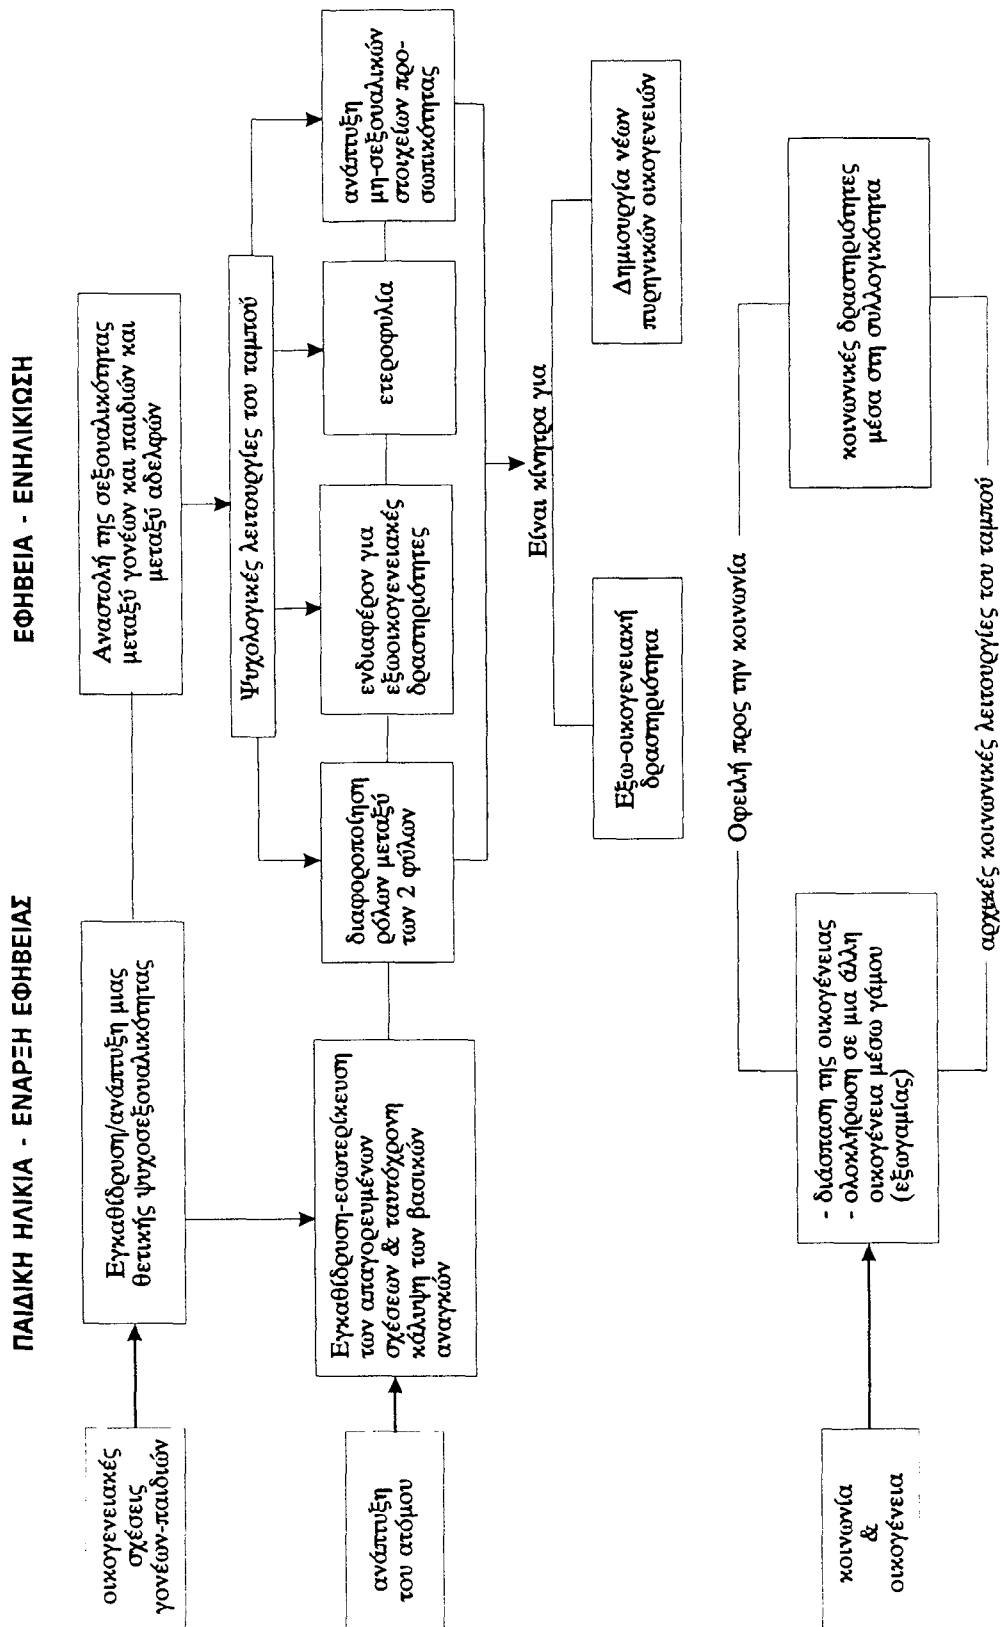 ΠΑΙΔΙΚΗ ΗΛΙΚΙΑ - ΕΝΑΡΞΗ ΕΦΗΒΕΙΑΣ
ΕΦΗΒΕΙΑ - ΕΝΗΛΙΚΙΩΣΗ
οικογενειακές
σχέσεις
γονέων-παιδιών
Εγκαθίδρυση/ανάπτυξη μιας
θετικής ψυχοσεξουαλικότητας
Αναστολή της σεξουαλικότητας
μεταξύ γονέων και παιδιών και
μεταξύ αδελφών
Ψυχολογικές λειτουργίες του ταμπού
ανάπτυξη
του ατόμου
Εγκαθίδρυση-εσωτερίκευση
των απαγορευμένων
σχέσεων & ταυτόχρονη
κάλυψη των βασικών
αναγκών
διαφοροποίηση
ρόλων μεταξύ
των 2 φύλων
ενδιαφέρον για
εξωοικογενειακές
δραστηριότητες
ετεροφυλία
ανάπτυξη
μη-σεξουαλικών
στοιχείων προ-
σωπικότητας
Είναι κίνητρα για
Εξω-οικογενειακή
δραστηριότητα
Δημιουργία νέων
πυρηνικών οικογενειών
Οφειλή προς την κοινωνία
κοινωνία
&
οικογένεια
- διάσπαση της οικογένειας
- ολοκλήρωση σε μια άλλη
οικογένεια μέσω γάμου
(εξωγαμίας)
κοινωνικές δραστηριότητες
μέσα στη συλλογικότητα
αρχικές κοινωνικές λειτουργίες του ταμπού